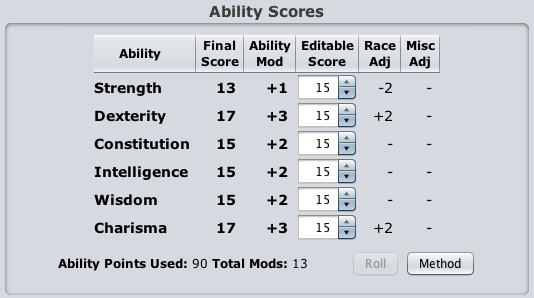 Ability Scores
Ability Final Score Ability Mod Editable Score Race Adj Misc Adj
Strength 13 +1 15 -2 -
Dexterity 17 +3 15 +2 -
Constitution 15 +2 15 - -
Intelligence 15 +2 15 - -
Wisdom 15 +2 15 - -
Charisma 17 +3 15 +2 -
Ability Points Used: 90 Total Mods: 13 Roll Method